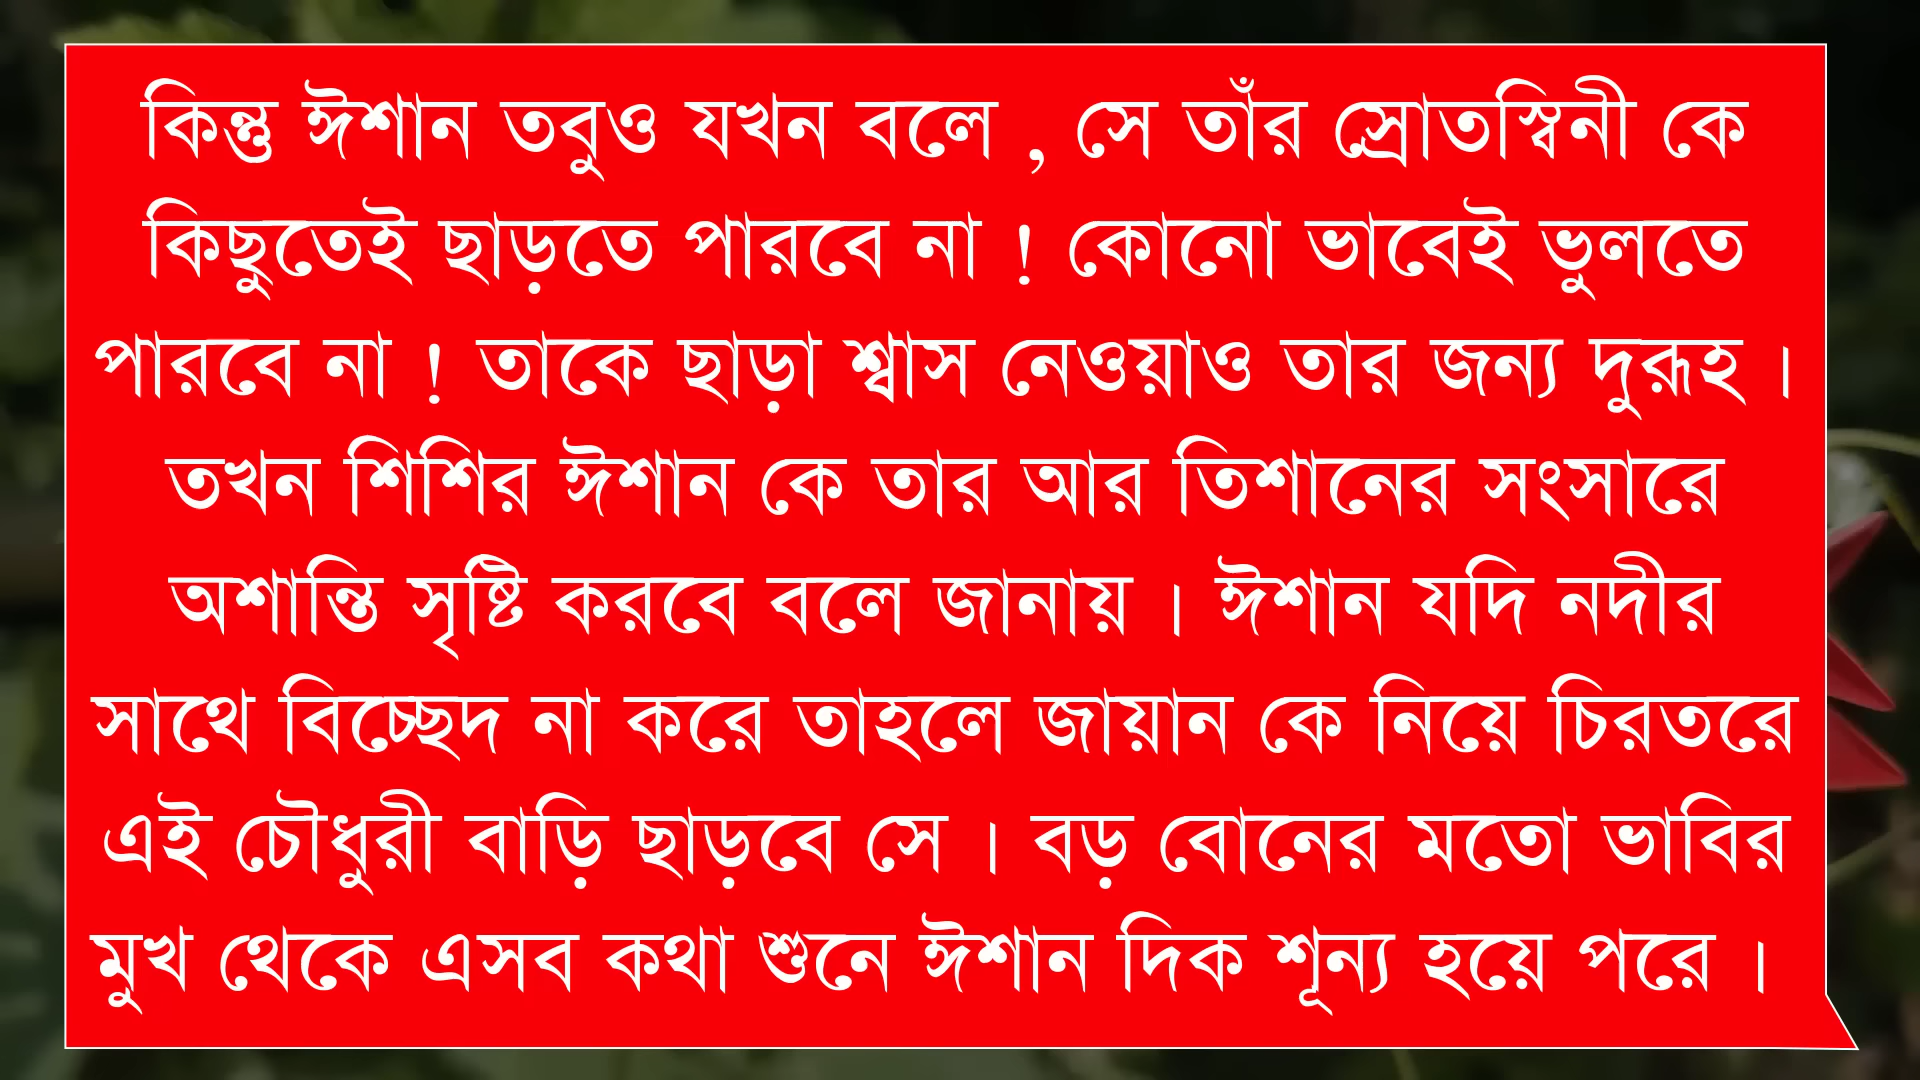 কিন্তু ঈশান তবুও যখন বলে , সে তাঁর স্রোতস্বিনী কে
কিছুতেই ছাড়তে পারবে না ! কোনো ভাবেই ভুলতে
পারবে না ! তাকে ছাড়া শ্বাস নেওয়াও তার জন্য দুরূহ ।
তখন শিশির ঈশান কে তার আর তিশানের সংসারে
অশান্তি সৃষ্টি করবে বলে জানায় । ঈশান যদি নদীর
সাথে বিচ্ছেদ না করে তাহলে জায়ান কে নিয়ে চিরতরে
এই চৌধুরী বাড়ি ছাড়বে সে । বড় বোনের মতো ভাবির
মুখ থেকে এসব কথা শুনে ঈশান দিক শূন্য হয়ে পরে ।